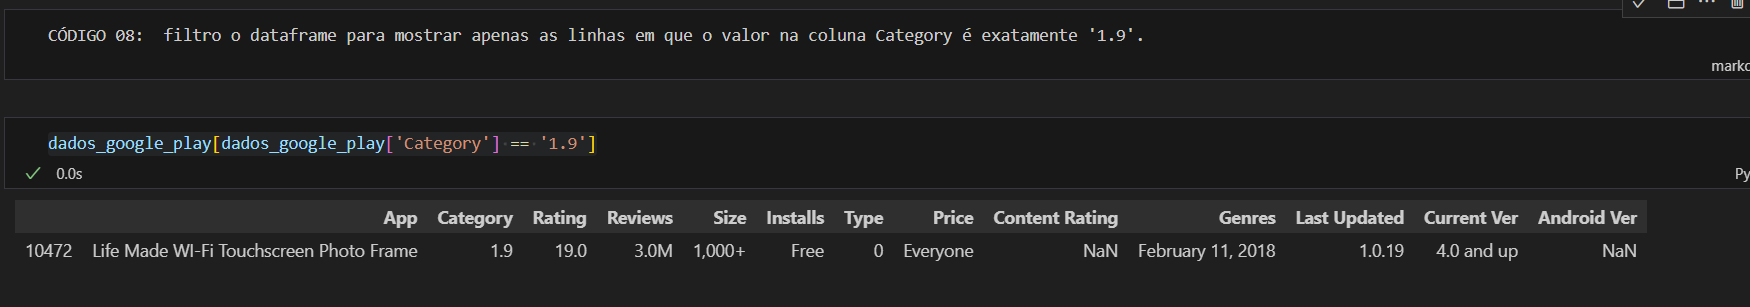 CÓDIGO 08:  filtro o dataframe para mostrar apenas as linhas em que o valor na coluna Category é exatamente '1.9'.
dados_google_play[dados_google_play['Category'] == '1.9']
0.0s
App Category Rating Reviews Size Installs Type Price Content Rating Genres Last Updated Current Ver Android Ver
10472 Life Made WI-Fi Touchscreen Photo Frame 1.9 19.0 3.0M 1,000+ Free 0 Everyone NaN February 11, 2018 1.0.19 4.0 and up NaN